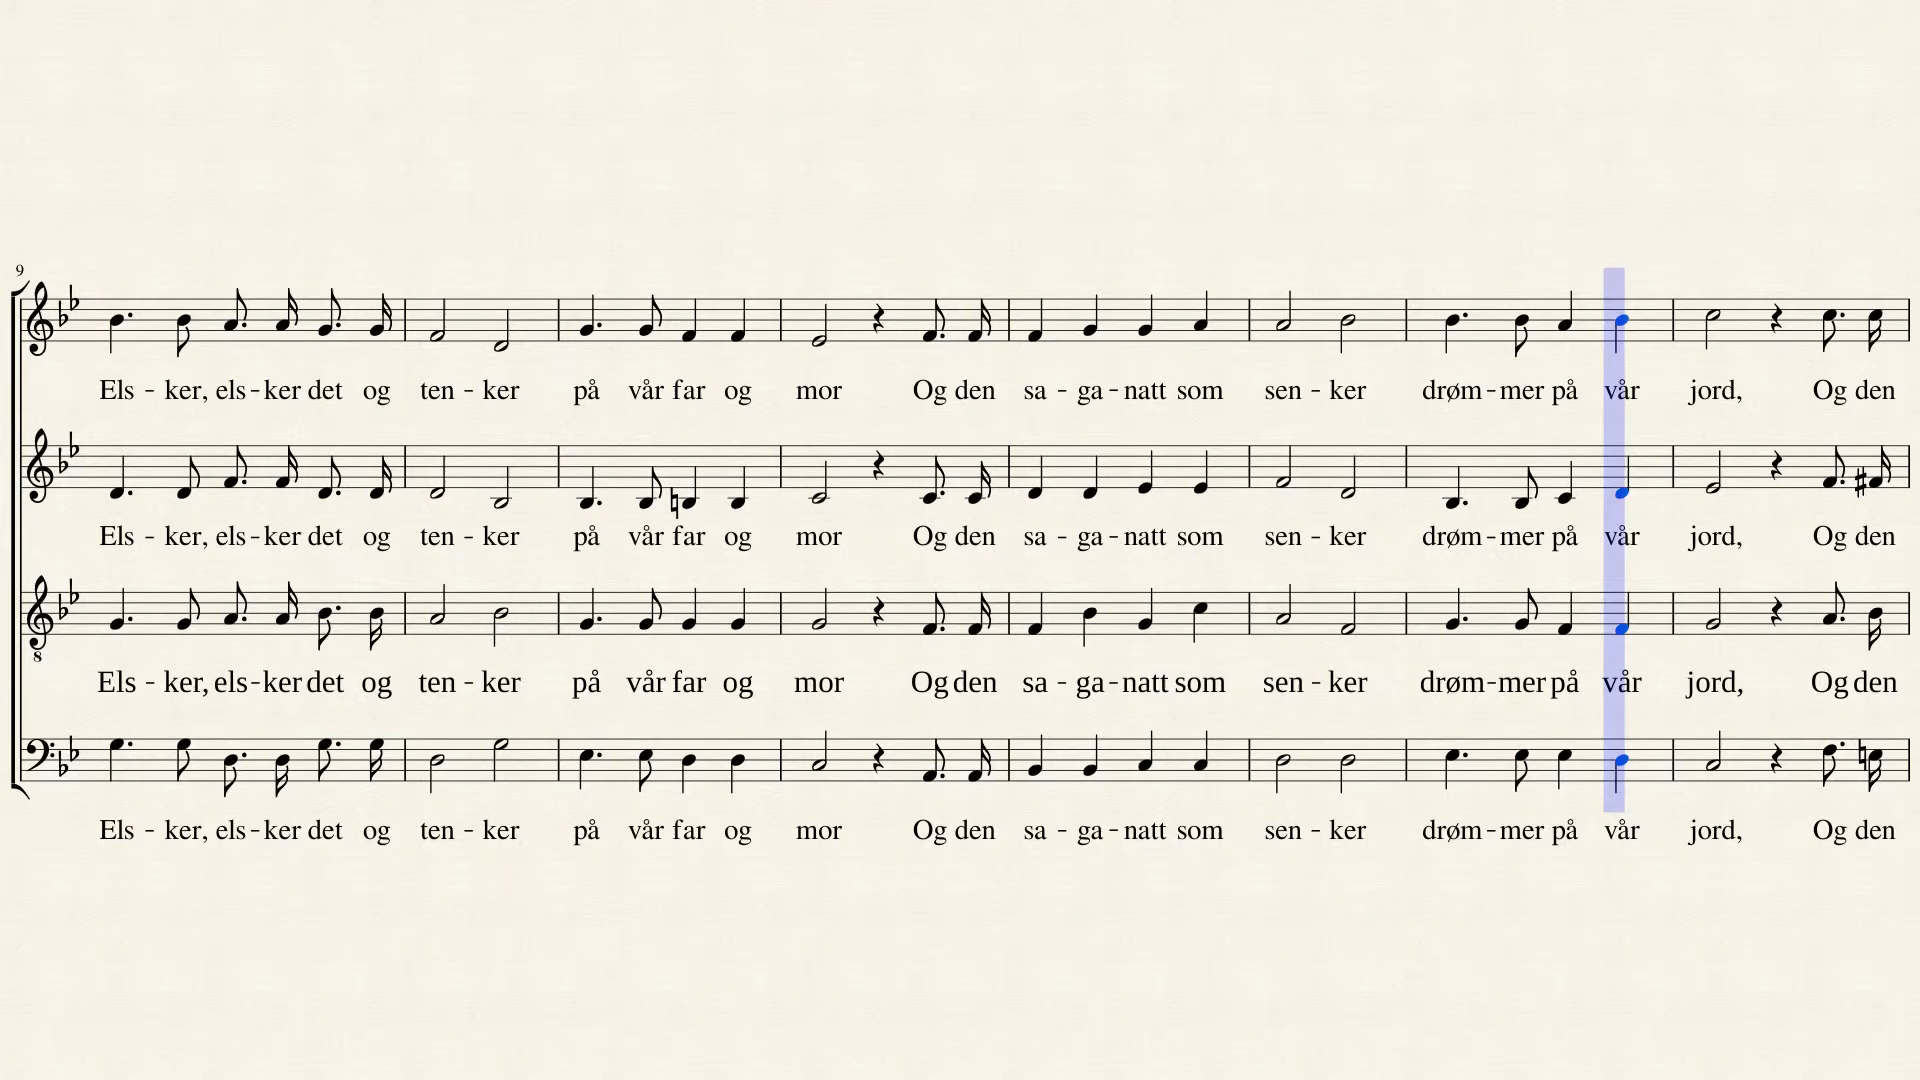 9
Els - ker, els - ker det og ten - ker på vår far og mor Og den sa - ga - natt som sen - ker drøm - mer på vår jord, Og den
Els - ker, els - ker det og ten - ker på vår far og mor Og den sa - ga - natt som sen - ker drøm - mer på vår jord, Og den
8
Els - ker, els - ker det og ten - ker på vår far og mor Og den sa - ga - natt som sen - ker drøm - mer på vår jord, Og den
Els - ker, els - ker det og ten - ker på vår far og mor Og den sa - ga - natt som sen - ker drøm - mer på vår jord, Og den